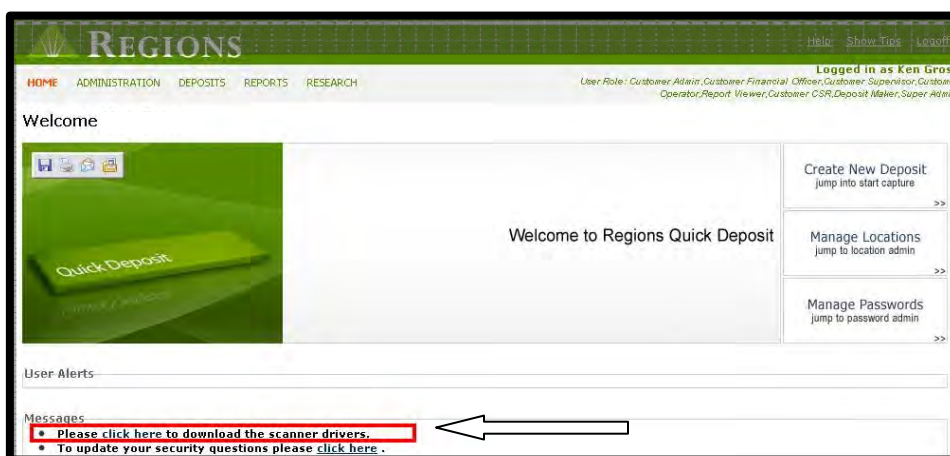 REGIONS
Help Show Tips Logoff
Logged in as Ken Gros
HOME ADMINISTRATION DEPOSITS REPORTS RESEARCH
User Role: Customer Admin,Customer Financial Officer,Customer Supervisor,Custom
Operator,Report Viewer,Customer CSR,Deposit Maker,Super Admi
Welcome
Quick Deposit
Welcome to Regions Quick Deposit
Create New Deposit
jump into start capture
>>
Manage Locations
jump to location admin
>>
Manage Passwords
jump to password admin
>>
User Alerts
Messages
Please click here to download the scanner drivers.
To update your security questions please click here .